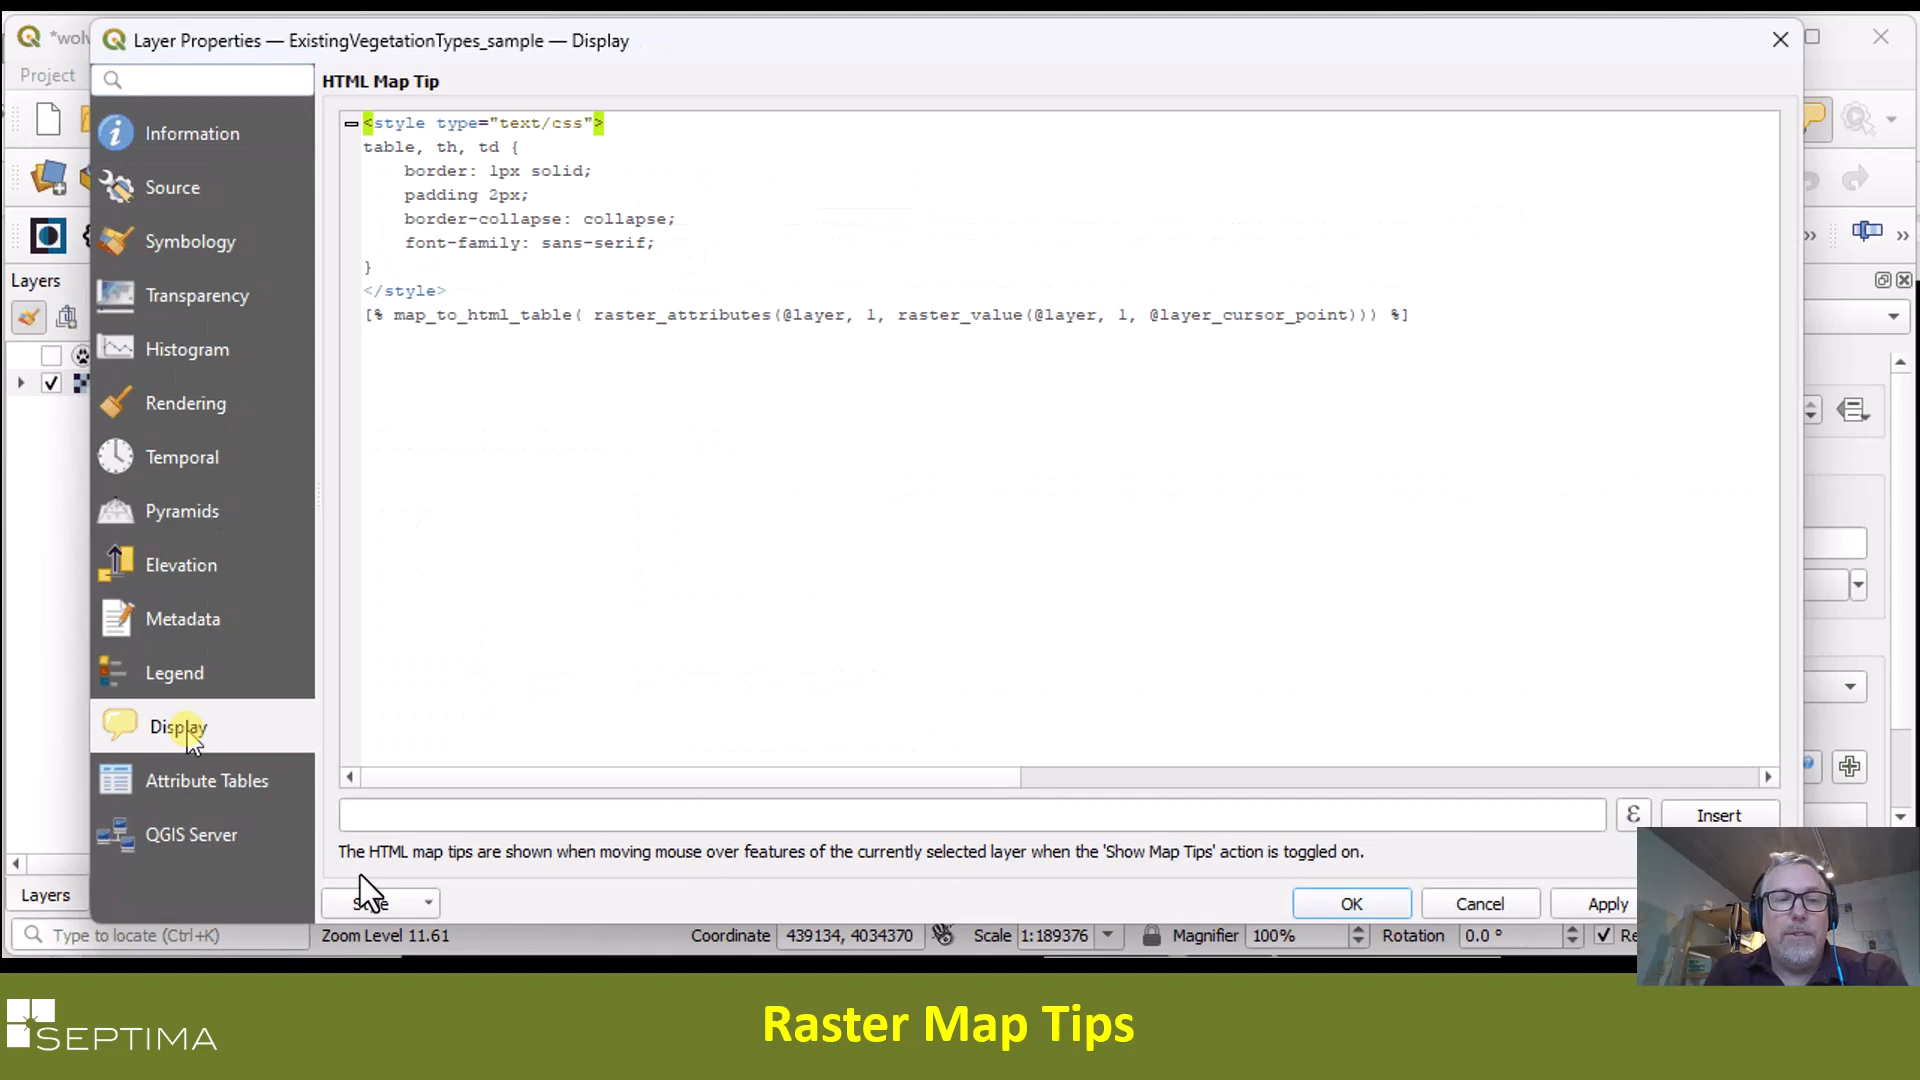 *wolv
Layer Properties — ExistingVegetationTypes_sample — Display
Project
HTML Map Tip
Information
Source
Symbology
Transparency
Histogram
Rendering
Temporal
Pyramids
Elevation
Metadata
Legend
Display
Attribute Tables
QGIS Server
<style type="text/css">
table, th, td {
border: 1px solid;
padding 2px;
border-collapse: collapse;
font-family: sans-serif;
}
</style>
[% map_to_html_table( raster_attributes(@layer, 1, raster_value(@layer, 1, @layer_cursor_point))) %]
Layers
ε
Insert
The HTML map tips are shown when moving mouse over features of the currently selected layer when the 'Show Map Tips' action is toggled on.
OK
Cancel
Apply
Layers
Type to locate (Ctrl+K)
Zoom Level 11.61
Coordinate 439134, 4034370
Scale 1:189376
Magnifier 100%
Rotation 0.0 °
Re
SEPTIMA
Raster Map Tips